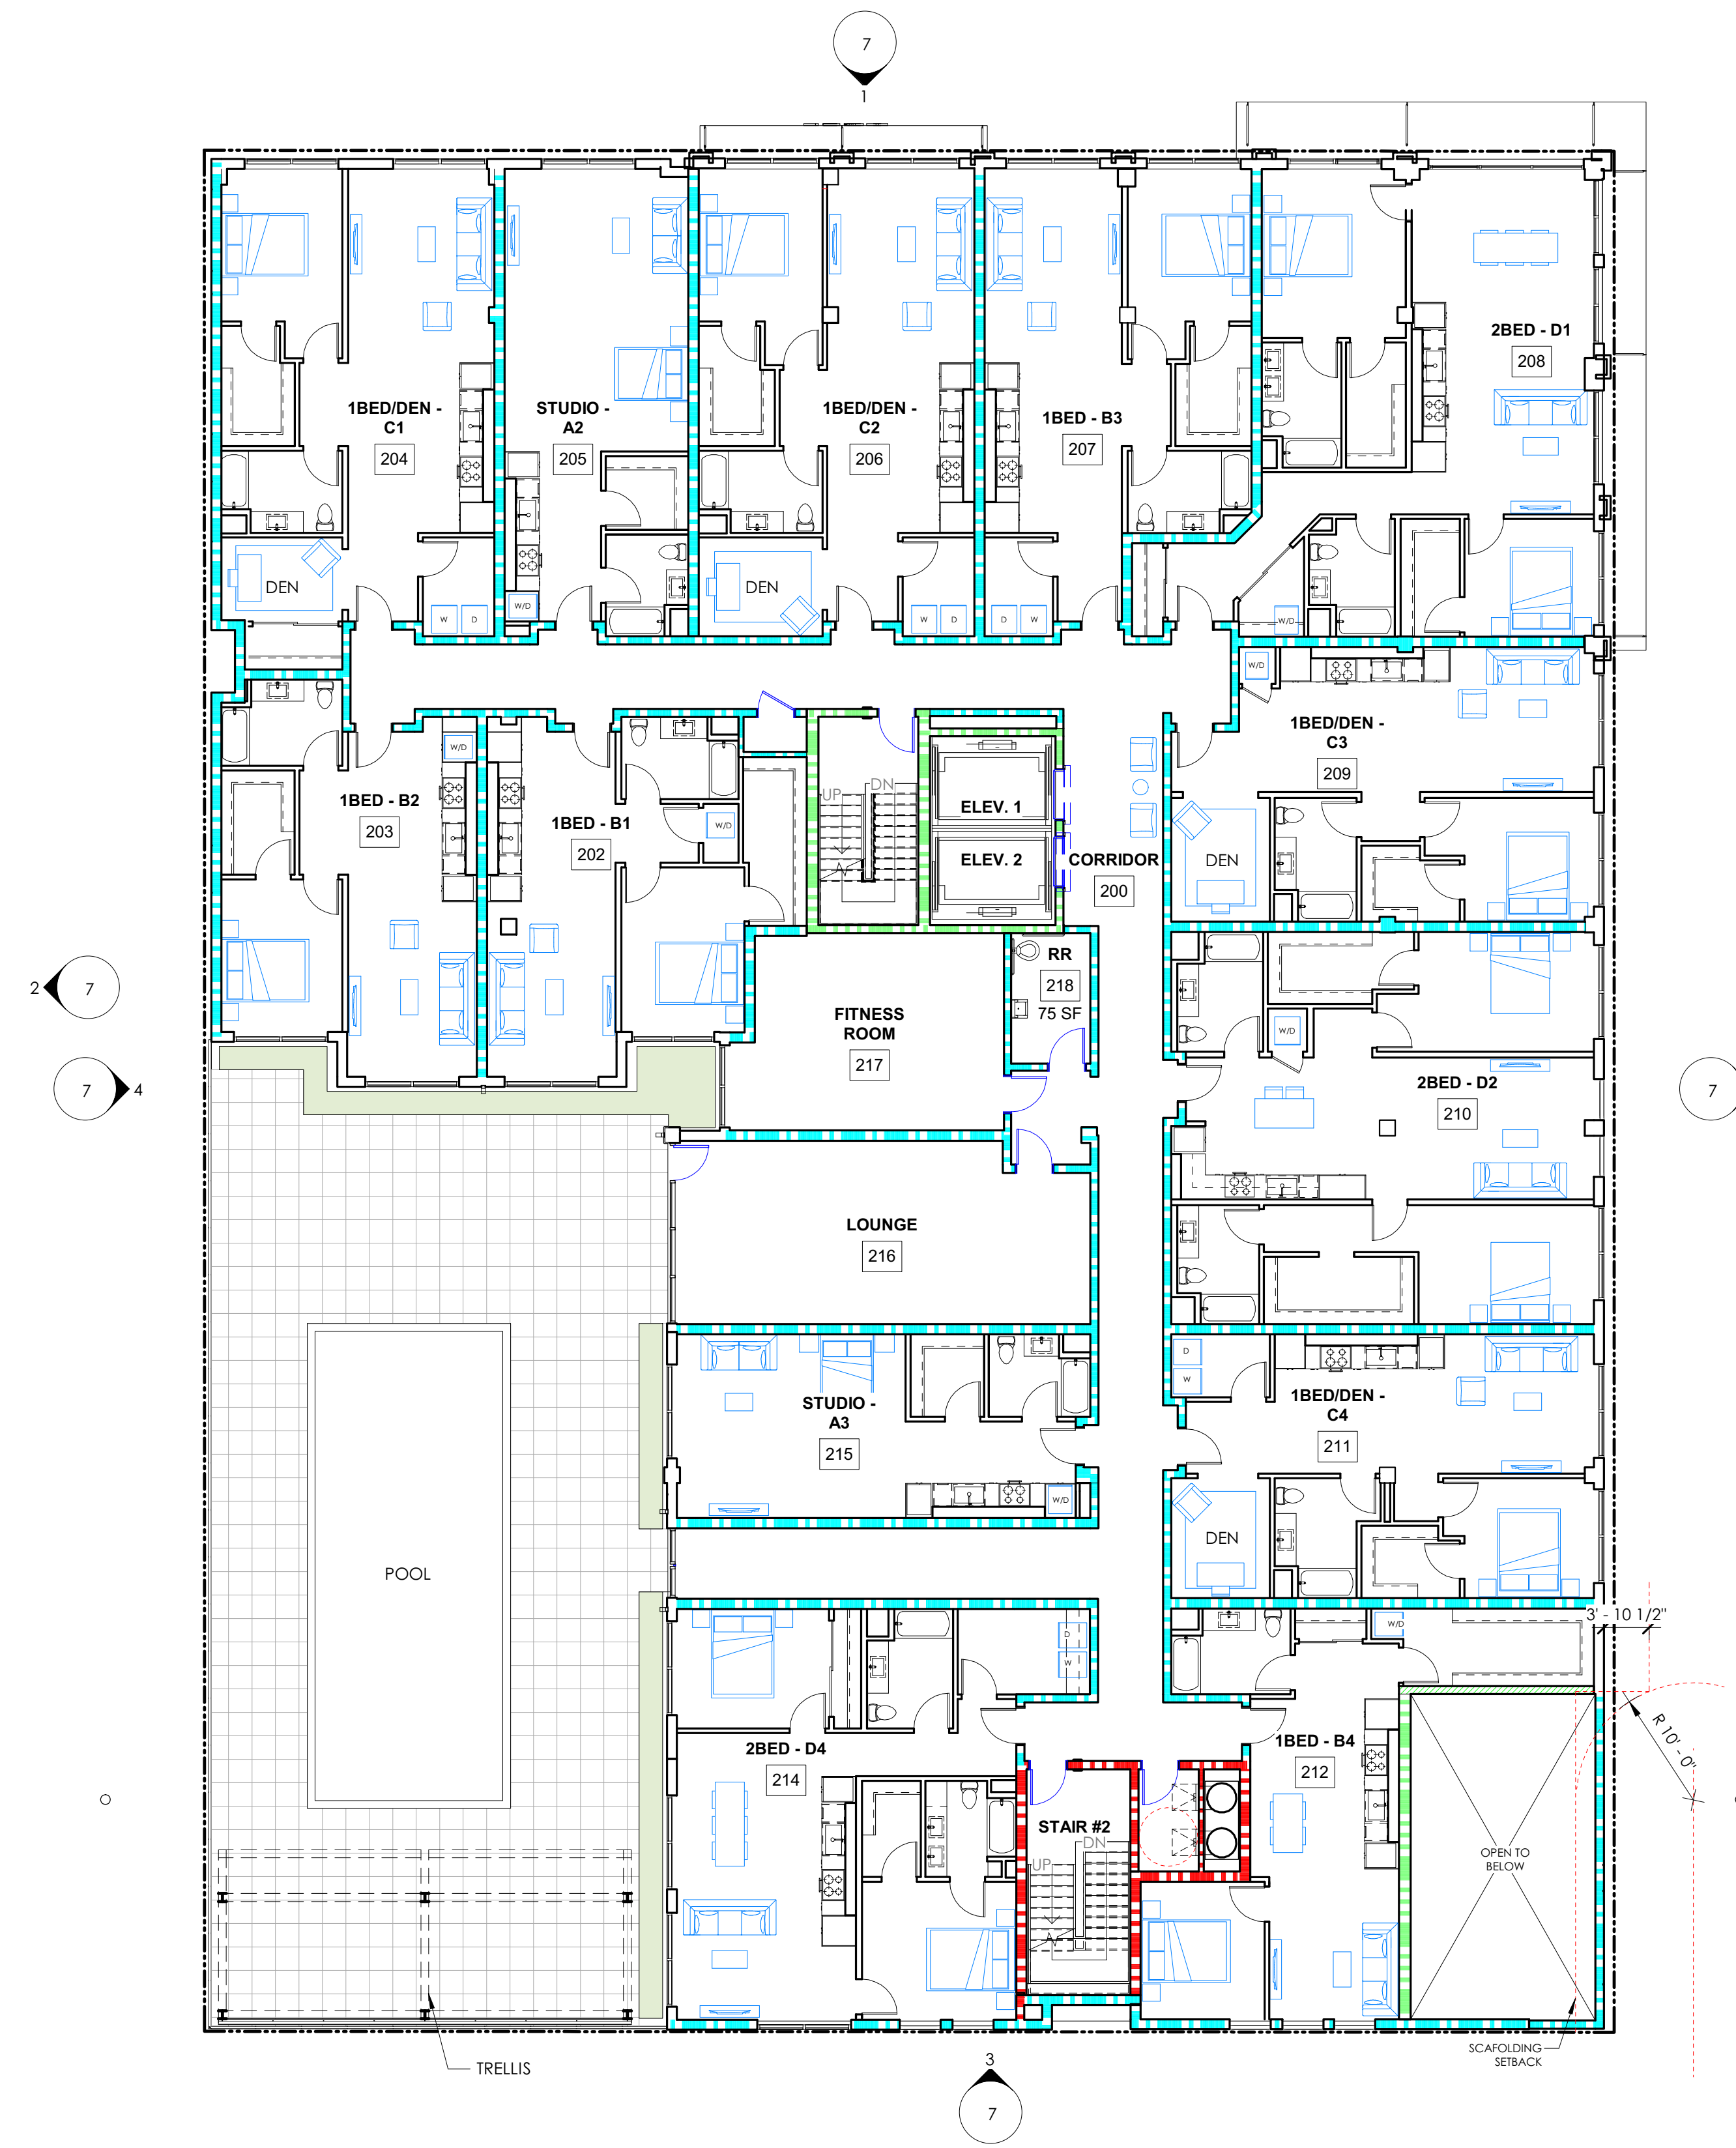 7
1
2BED - D1
208
1BED/DEN -
C1
204
STUDIO -
A2
205
1BED/DEN -
C2
206
1BED - B3
207
DEN
W
D
W/D
DEN
W
D
D
W
W/D
W/D
1BED/DEN -
C3
209
W/D
1BED - B2
203
1BED - B1
202
W/D
UP
DN
ELEV. 1
ELEV. 2
CORRIDOR
200
DEN
2
7
FITNESS
ROOM
217
RR
218
75 SF
W/D
7
4
2BED - D2
210
7
LOUNGE
216
D
W
1BED/DEN -
C4
211
STUDIO -
A3
215
W/D
DEN
POOL
3' - 10 1/2"
D
W
W/D
R 10' - 0"
2BED - D4
214
1BED - B4
212
STAIR #2
DN
UP
OPEN TO
BELOW
SCAFOLDING
SETBACK
TRELLIS
3
7